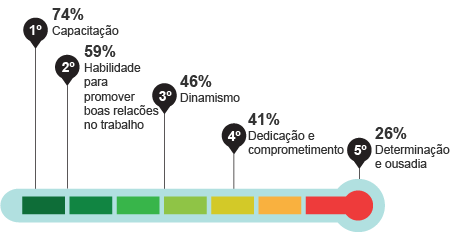 1º
74%
Capacitação
2º
59%
Habilidade
para
promover
boas relacões
no trabalho
3º
46%
Dinamismo
4º
41%
Dedicação e
comprometimento
5º
26%
Determinação
e ousadia